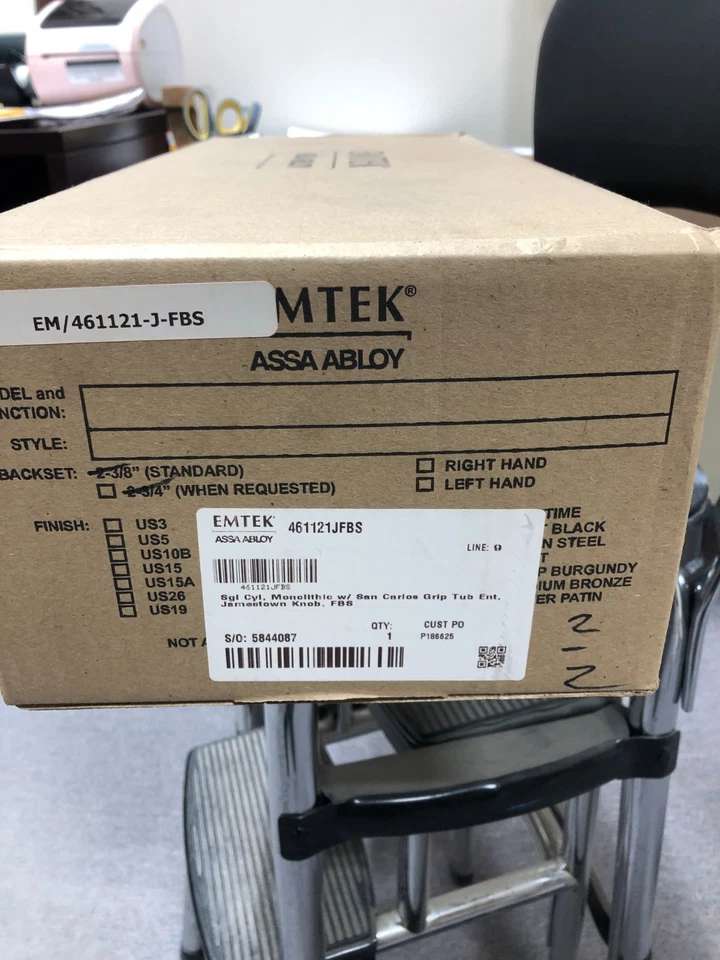 EM/461121-J-FBS
MTEK®
ASSA ABLOY
DEL and
NCTION:
STYLE:
BACKSET: 2-3/8" (STANDARD)
2-3/4" (WHEN REQUESTED)
RIGHT HAND
LEFT HAND
FINISH:
US3
US5
US10B
US15
US15A
US26
US19
NOT
TIME
BLACK
N STEEL
T
P BURGUNDY
IUM BRONZE
ER PATIN
EMTEK
ASSA ABLOY
461121JFBS
LINE: 9
461121JFBS
Sgl Cyl, Monolithic w/ San Carlos Grip Tub Ent,
Jamestown Knob, FBS
QTY: CUST PO
S/O: 5844087 1 P186625
2
-
2